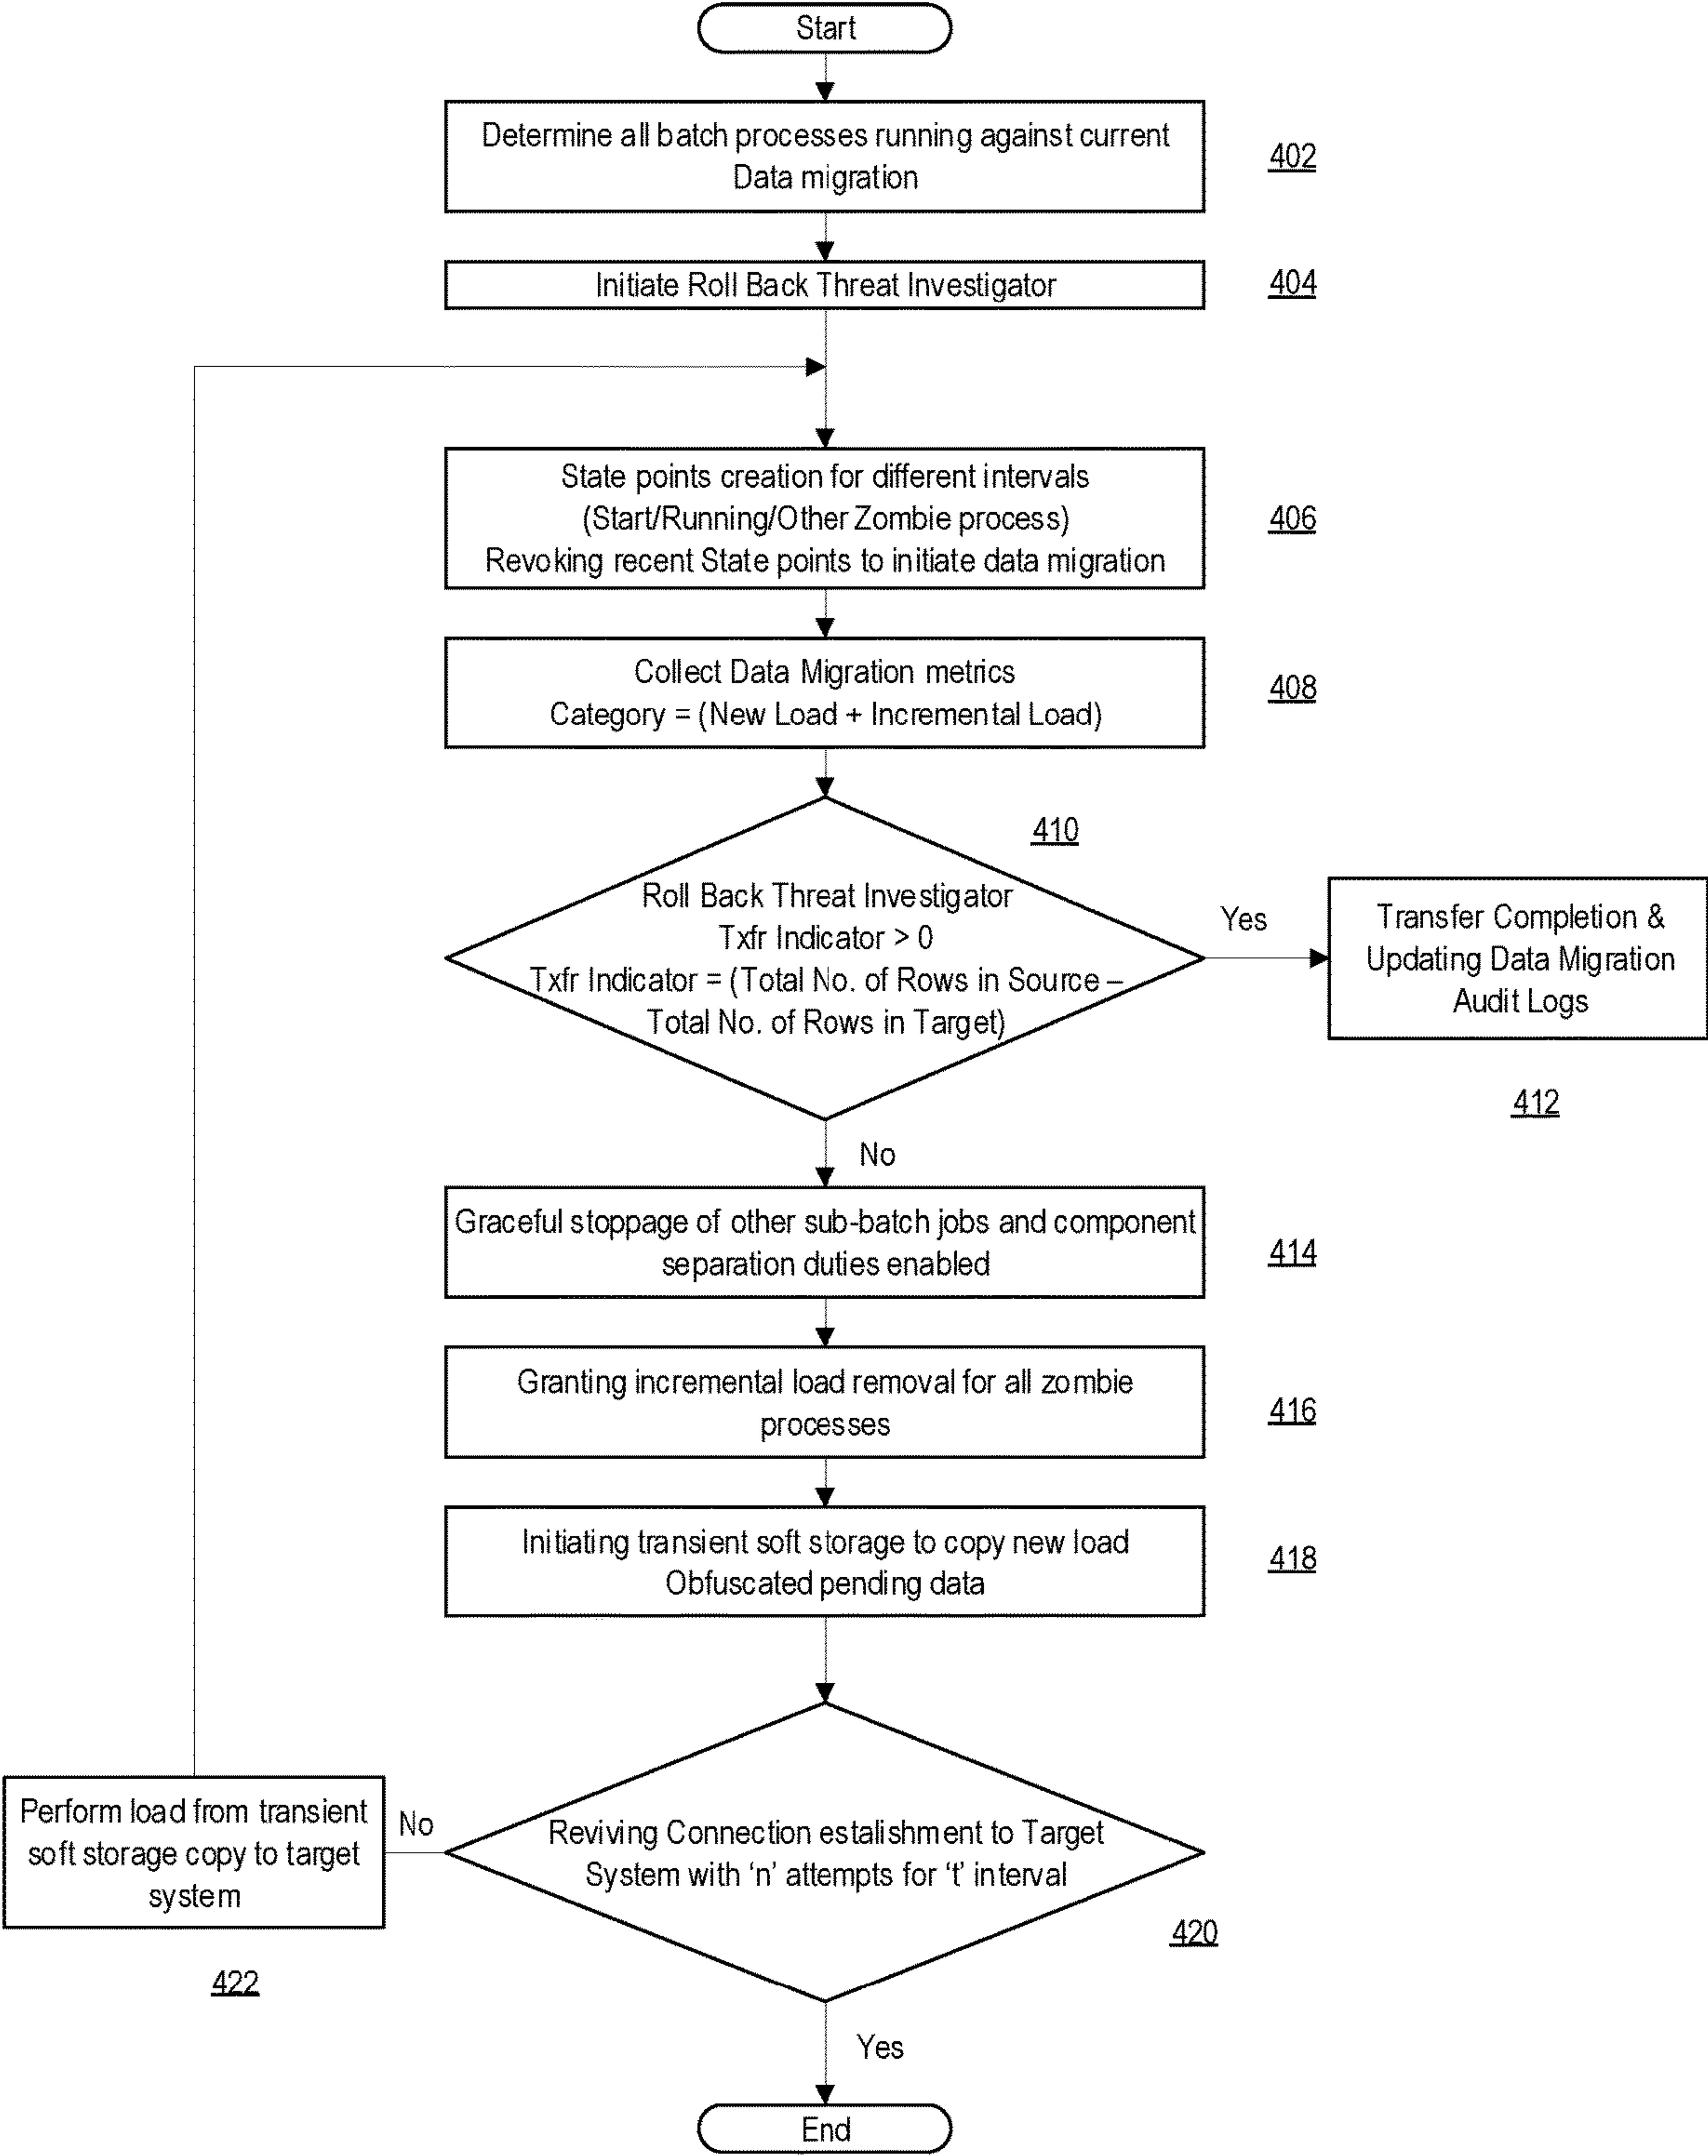 Start
Determine all batch processes running against current
Data migration
402
Initiate Roll Back Threat Investigator
404
State points creation for different intervals
(Start/Running/Other Zombie process)
Revoking recent State points to initiate data migration
406
Collect Data Migration metrics
Category = (New Load + Incremental Load)
408
410
Roll Back Threat Investigator
Txfr Indicator > 0
Txfr Indicator = (Total No. of Rows in Source –
Total No. of Rows in Target)
Yes
Transfer Completion &
Updating Data Migration
Audit Logs
412
No
Graceful stoppage of other sub-batch jobs and component
separation duties enabled
414
Granting incremental load removal for all zombie
processes
416
Initiating transient soft storage to copy new load
Obfuscated pending data
418
Reviving Connection estalishment to Target
System with ‘n’ attempts for ‘t’ interval
420
No
Perform load from transient
soft storage copy to target
system
422
Yes
End